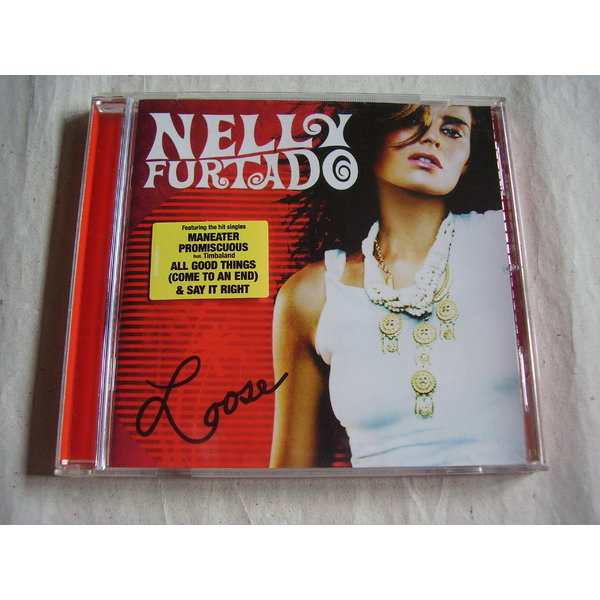 NELLY
FURTADO
Featuring the hit singles
MANEATER
PROMISCUOUS
feat. Timbaland
ALL GOOD THINGS
(COME TO AN END)
& SAY IT RIGHT
Loose